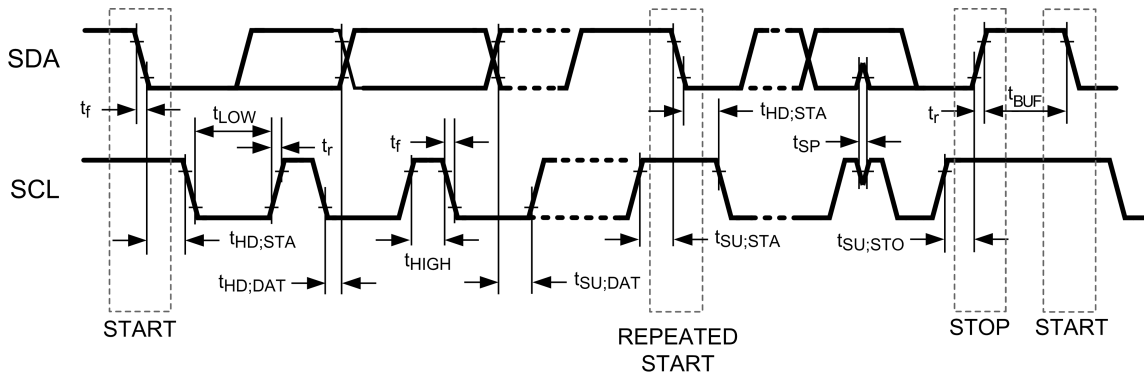 SDA
t_f
t_LOW
t_r
t_f
t_HD;STA
t_SP
t_r
t_BUF
SCL
t_HD;STA
t_HD;DAT
t_HIGH
t_SU;DAT
t_SU;STA
t_SU;STO
START
REPEATED
START
STOP
START